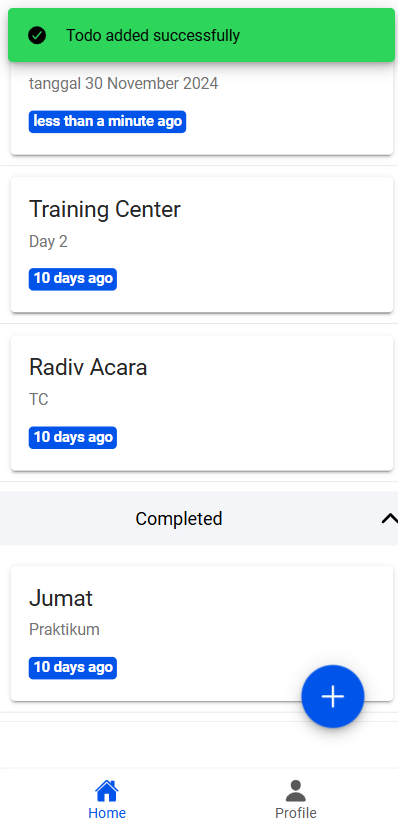 Todo added successfully
tanggal 30 November 2024
less than a minute ago
Training Center
Day 2
10 days ago
Radiv Acara
TC
10 days ago
Completed
Jumat
Praktikum
10 days ago
Home
Profile